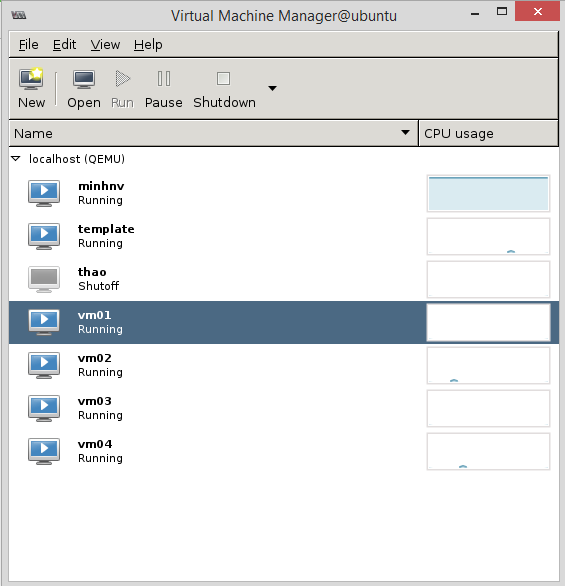 Virtual Machine Manager@ubuntu
File Edit View Help
New Open Run Pause Shutdown
Name CPU usage
localhost (QEMU)
minhnv
Running
template
Running
thao
Shutoff
vm01
Running
vm02
Running
vm03
Running
vm04
Running